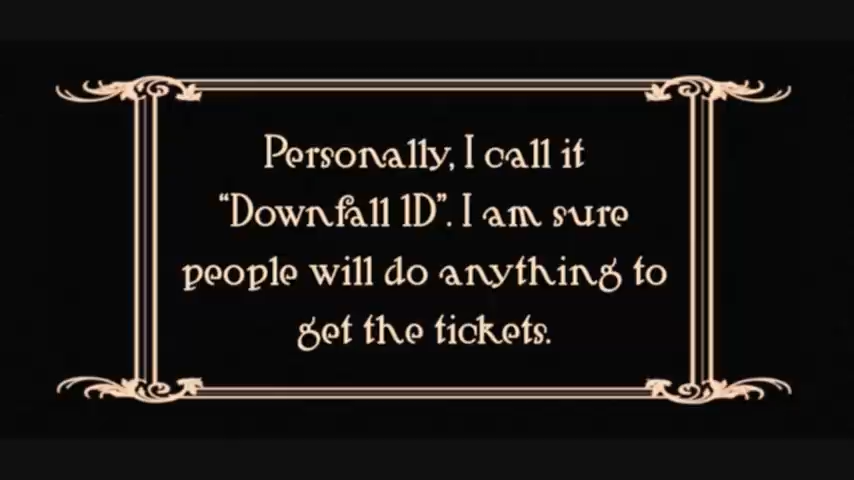 Personally, I call it
“Downfall 1D”. I am sure
people will do anything to
get the tickets.